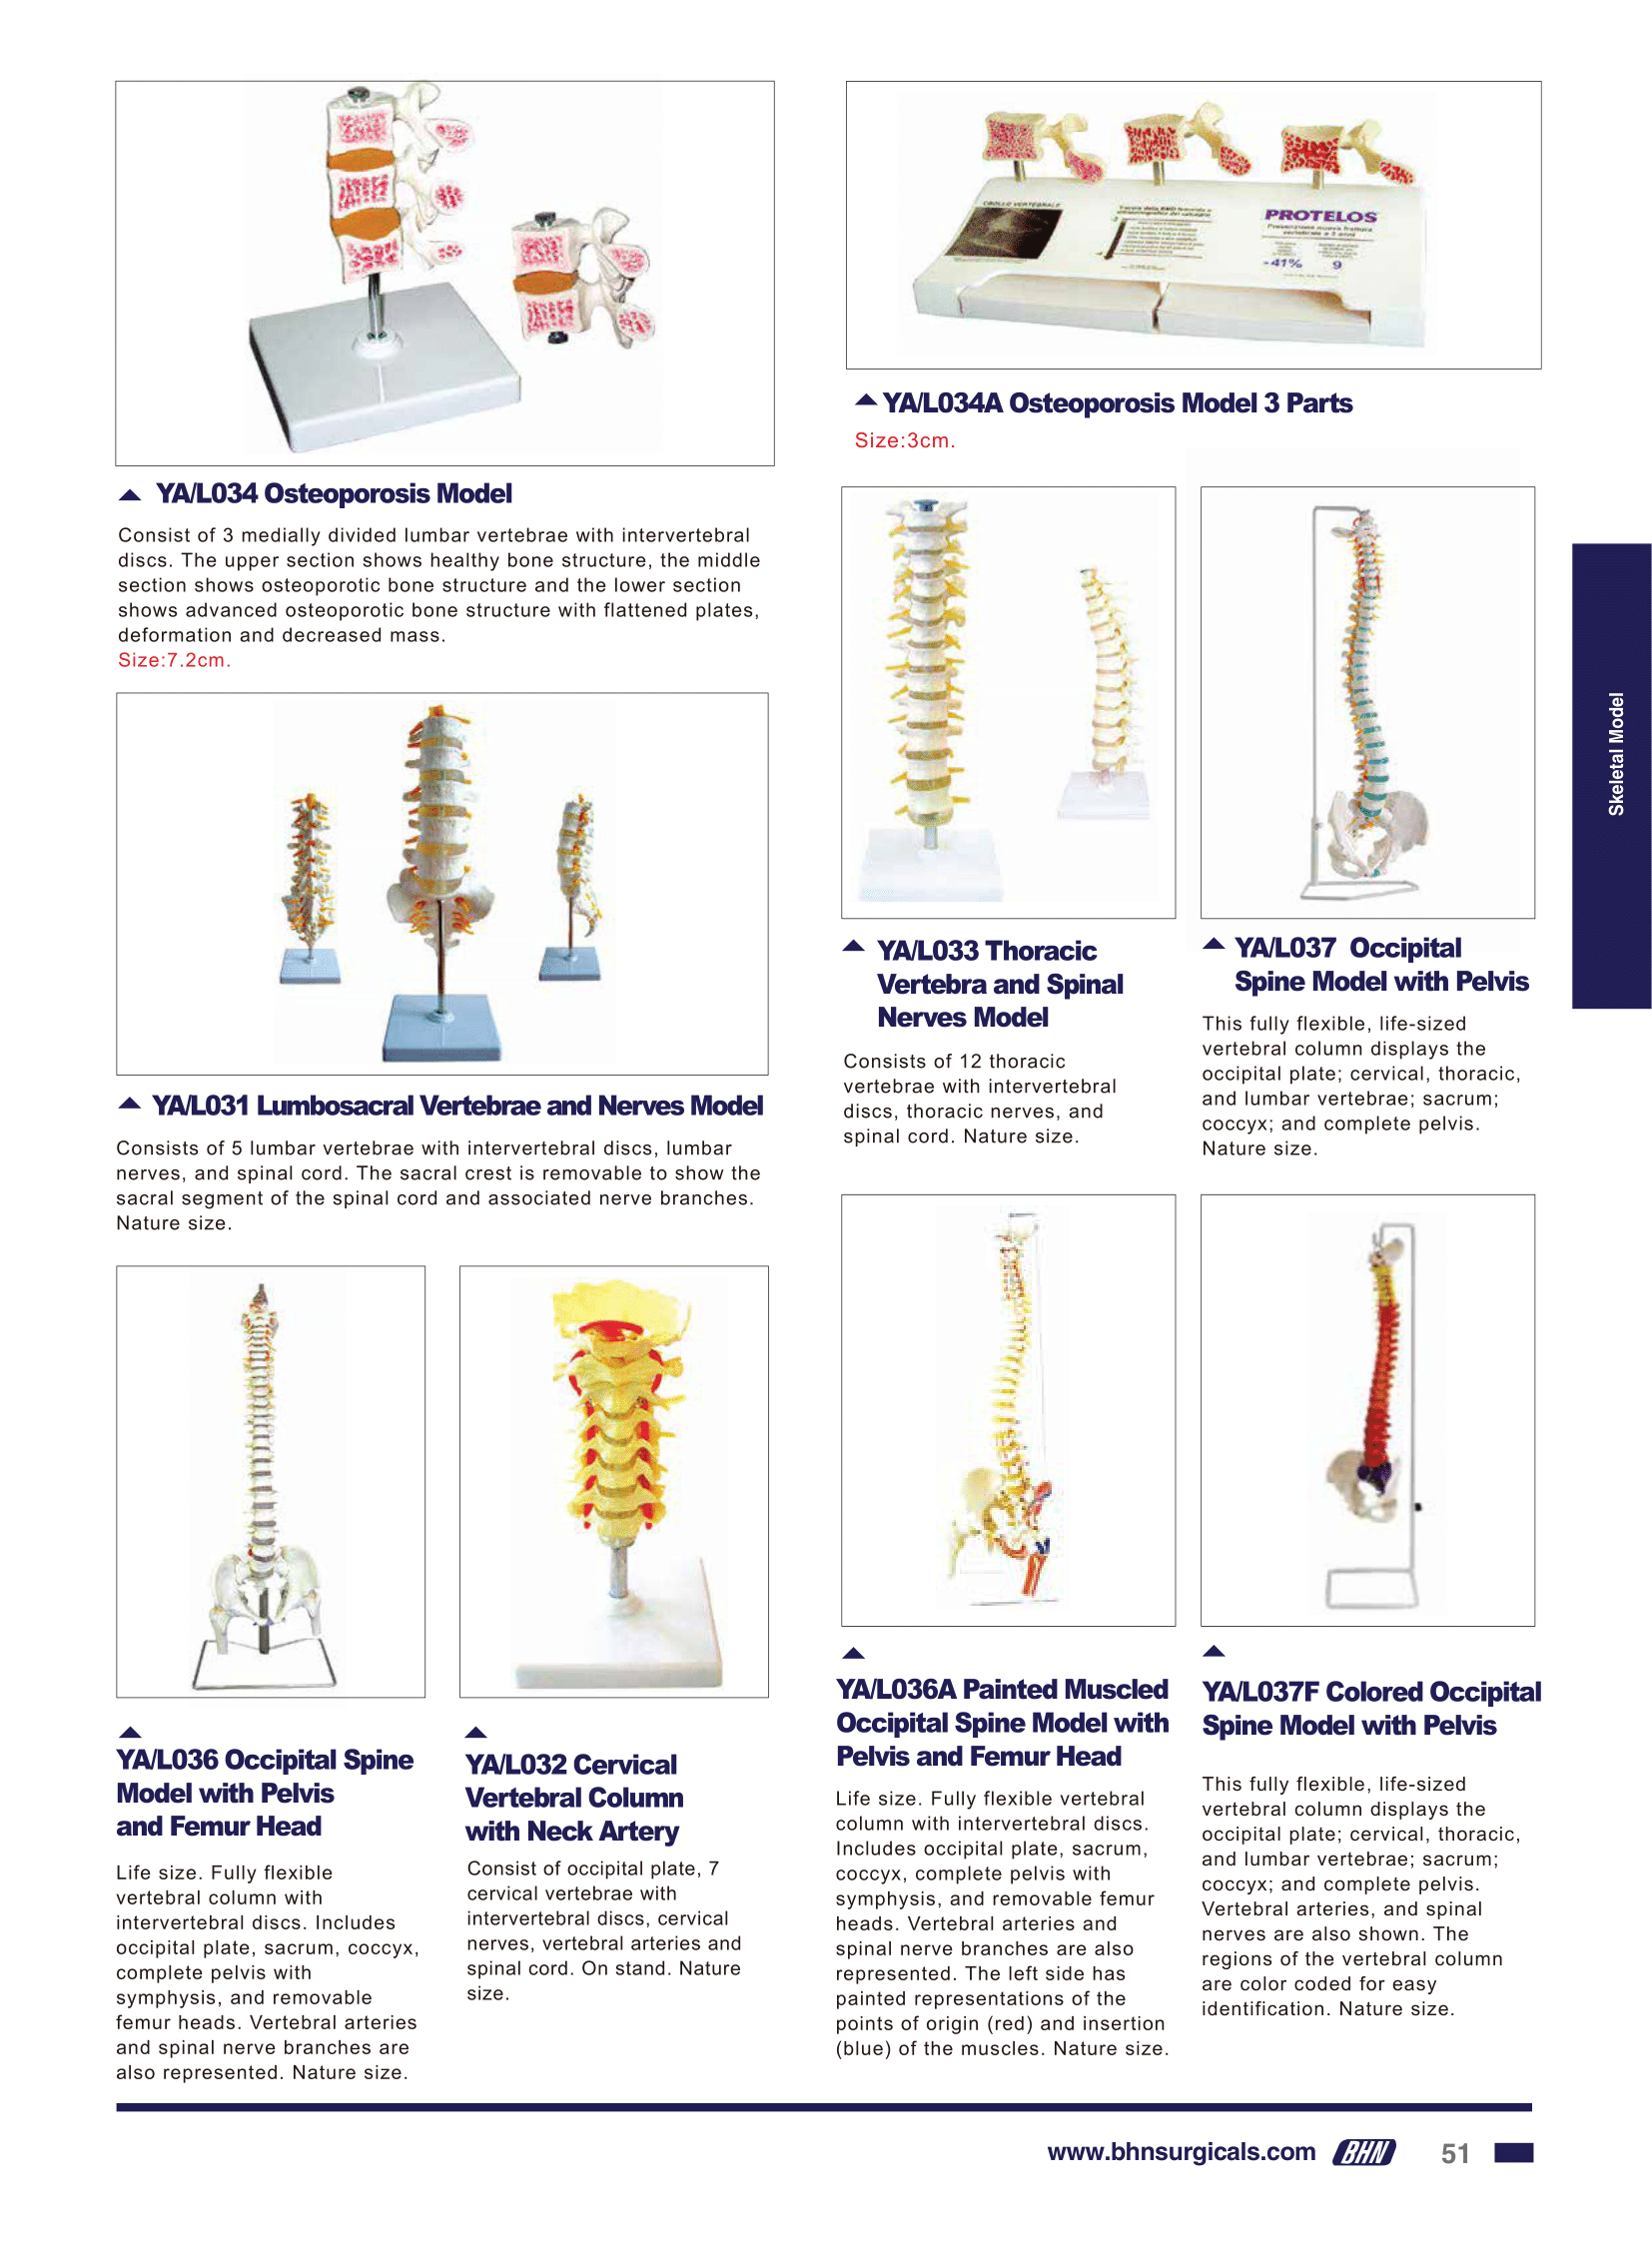 YA/L034 Osteoporosis Model
Consist of 3 medially divided lumbar vertebrae with intervertebral
discs. The upper section shows healthy bone structure, the middle
section shows osteoporotic bone structure and the lower section
shows advanced osteoporotic bone structure with flattened plates,
deformation and decreased mass.
Size:7.2cm.
YA/L031 Lumbosacral Vertebrae and Nerves Model
Consists of 5 lumbar vertebrae with intervertebral discs, lumbar
nerves, and spinal cord. The sacral crest is removable to show the
sacral segment of the spinal cord and associated nerve branches.
Nature size.
YA/L036 Occipital Spine
Model with Pelvis
and Femur Head
Life size. Fully flexible
vertebral column with
intervertebral discs. Includes
occipital plate, sacrum, coccyx,
complete pelvis with
symphysis, and removable
femur heads. Vertebral arteries
and spinal nerve branches are
also represented. Nature size.
YA/L032 Cervical
Vertebral Column
with Neck Artery
Consist of occipital plate, 7
cervical vertebrae with
intervertebral discs, cervical
nerves, vertebral arteries and
spinal cord. On stand. Nature
size.
CROLLO VERTEBRALE
PROTELOS
-41%
9
YA/L034A Osteoporosis Model 3 Parts
Size:3cm.
YA/L033 Thoracic
Vertebra and Spinal
Nerves Model
Consists of 12 thoracic
vertebrae with intervertebral
discs, thoracic nerves, and
spinal cord. Nature size.
YA/L037 Occipital
Spine Model with Pelvis
This fully flexible, life-sized
vertebral column displays the
occipital plate; cervical, thoracic,
and lumbar vertebrae; sacrum;
coccyx; and complete pelvis.
Nature size.
YA/L036A Painted Muscled
Occipital Spine Model with
Pelvis and Femur Head
Life size. Fully flexible vertebral
column with intervertebral discs.
Includes occipital plate, sacrum,
coccyx, complete pelvis with
symphysis, and removable femur
heads. Vertebral arteries and
spinal nerve branches are also
represented. The left side has
painted representations of the
points of origin (red) and insertion
(blue) of the muscles. Nature size.
YA/L037F Colored Occipital
Spine Model with Pelvis
This fully flexible, life-sized
vertebral column displays the
occipital plate; cervical, thoracic,
and lumbar vertebrae; sacrum;
coccyx; and complete pelvis.
Vertebral arteries, and spinal
nerves are also shown. The
regions of the vertebral column
are color coded for easy
identification. Nature size.
Skeletal Model
www.bhnsurgicals.com
BHN
51